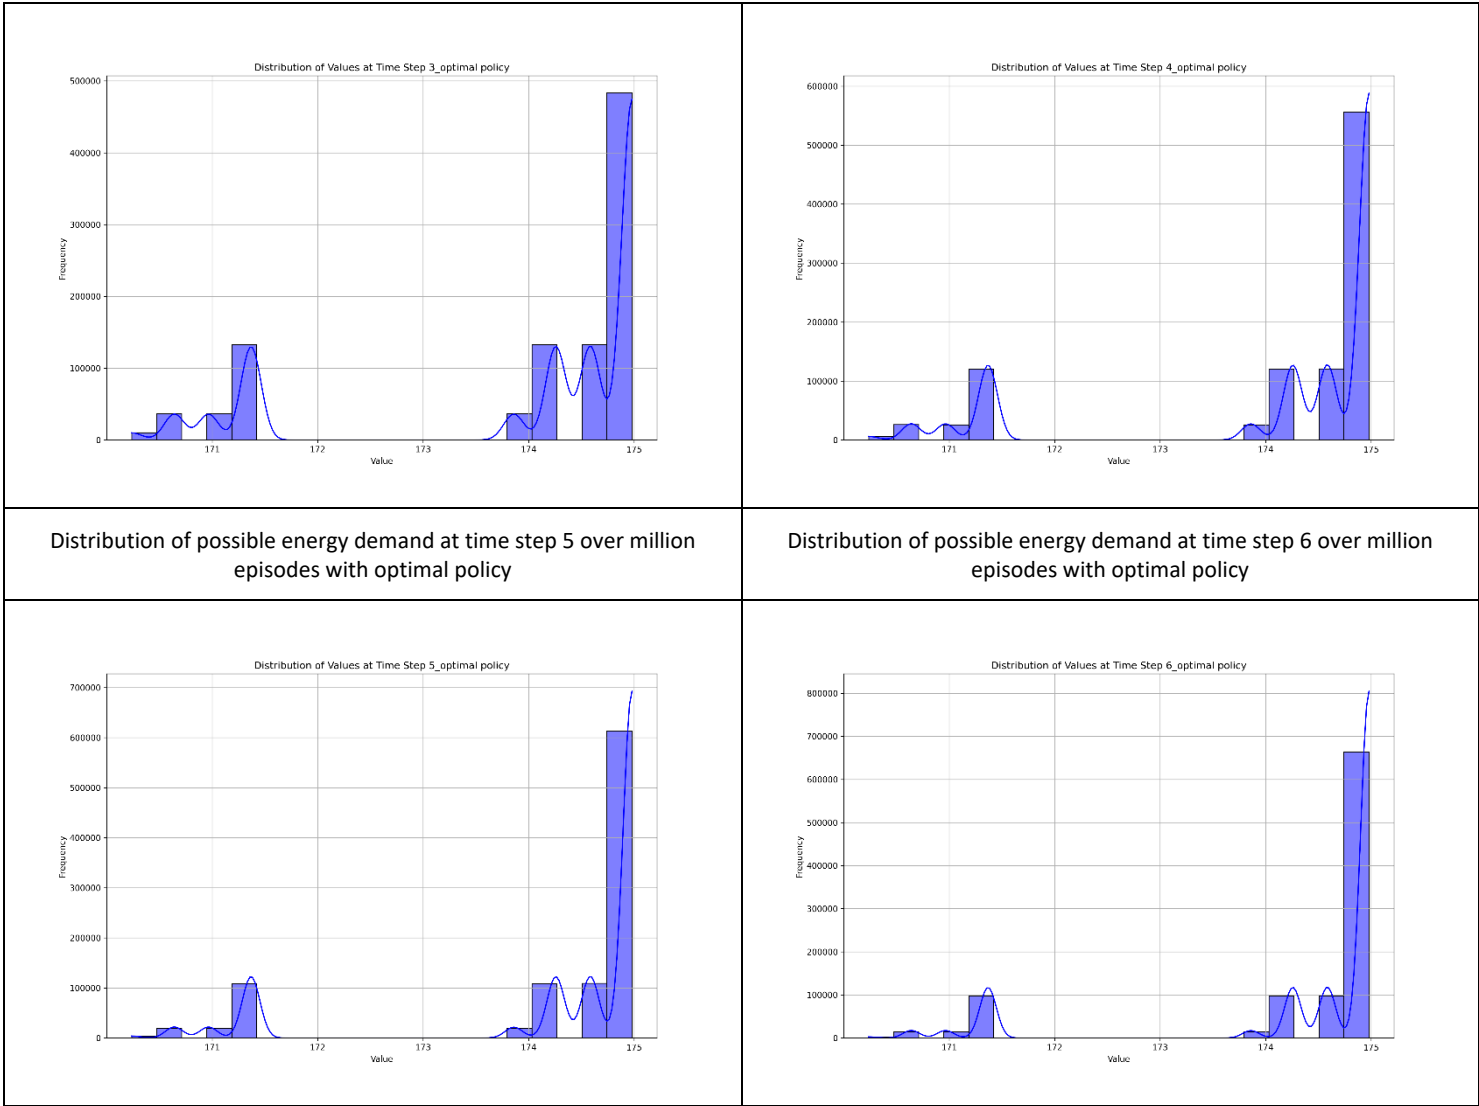 Distribution of Values at Time Step 3_optimal policy
500000
400000
300000
200000
100000
0
Frequency
171 172 173 174 175
Value
Distribution of Values at Time Step 4_optimal policy
600000
500000
400000
300000
200000
100000
0
Frequency
171 172 173 174 175
Value
Distribution of possible energy demand at time step 5 over million
episodes with optimal policy
Distribution of possible energy demand at time step 6 over million
episodes with optimal policy
Distribution of Values at Time Step 5_optimal policy
700000
600000
500000
400000
300000
200000
100000
0
Frequency
171 172 173 174 175
Value
Distribution of Values at Time Step 6_optimal policy
800000
700000
600000
500000
400000
300000
200000
100000
0
Frequency
171 172 173 174 175
Value